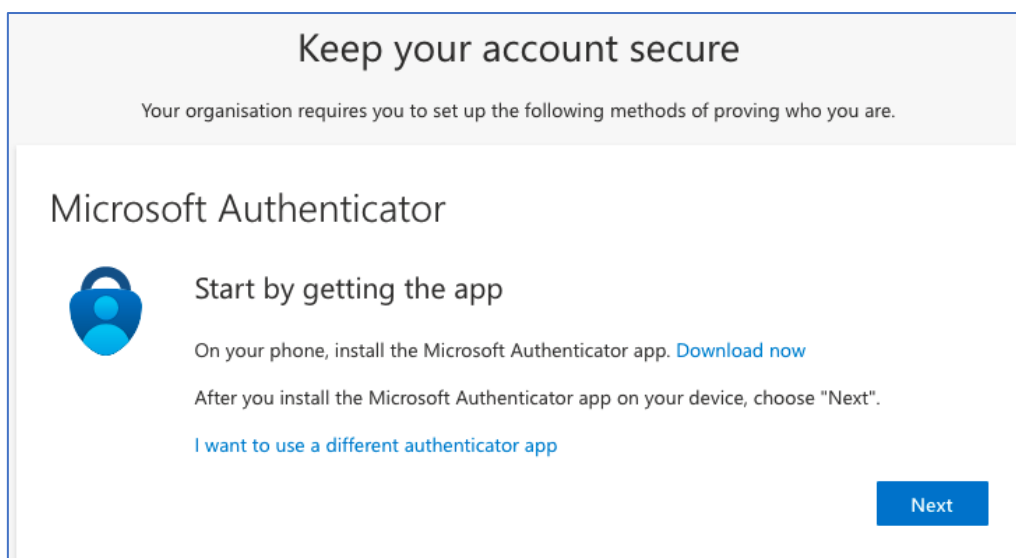 Keep your account secure
Your organisation requires you to set up the following methods of proving who you are.
Microsoft Authenticator
Start by getting the app
On your phone, install the Microsoft Authenticator app. Download now
After you install the Microsoft Authenticator app on your device, choose "Next".
I want to use a different authenticator app
Next